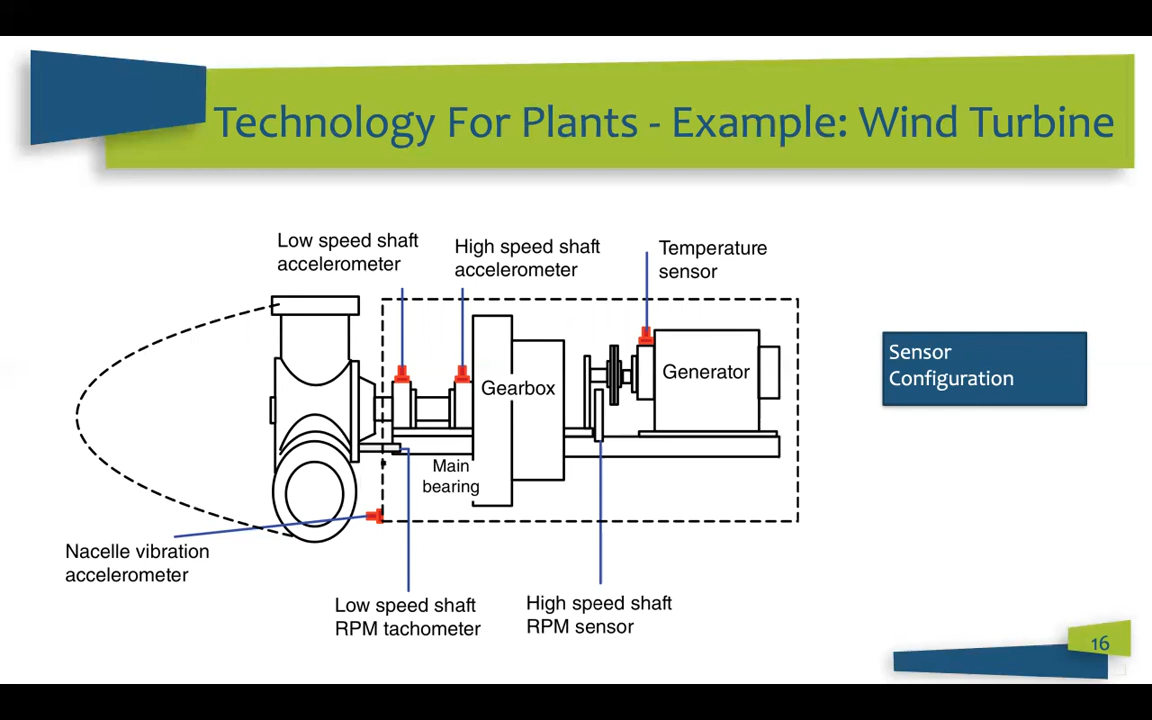 Technology For Plants - Example: Wind Turbine
Low speed shaft
accelerometer
High speed shaft
accelerometer
Temperature
sensor
Sensor
Configuration
Gearbox
Generator
Main
bearing
Nacelle vibration
accelerometer
Low speed shaft
RPM tachometer
High speed shaft
RPM sensor
16